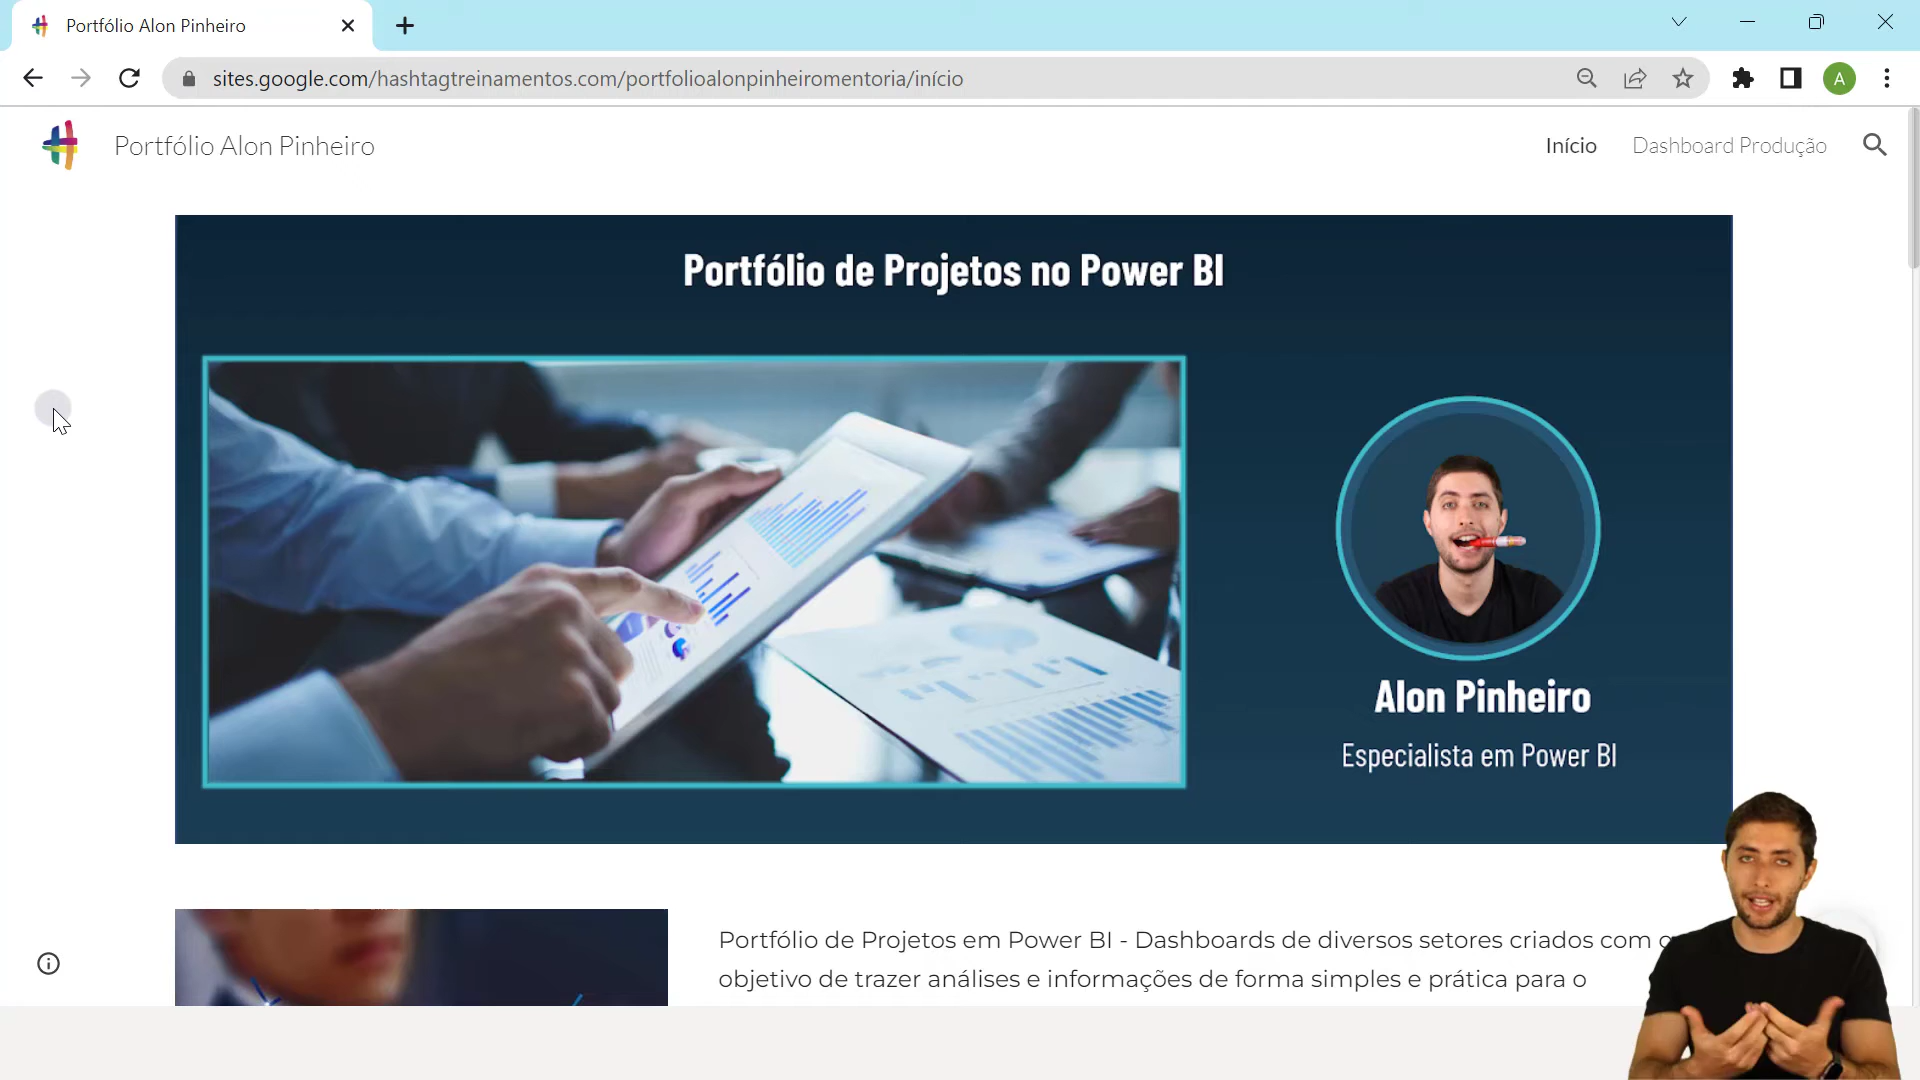 Portfólio Alon Pinheiro
sites.google.com/hashtagtreinamentos.com/portfolioalonpinheiromentoria/início
A
Portfólio Alon Pinheiro
Início
Dashboard Produção
Portfólio de Projetos no Power BI
Alon Pinheiro
Especialista em Power BI
Portfólio de Projetos em Power BI - Dashboards de diversos setores criados com o
objetivo de trazer análises e informações de forma simples e prática para o